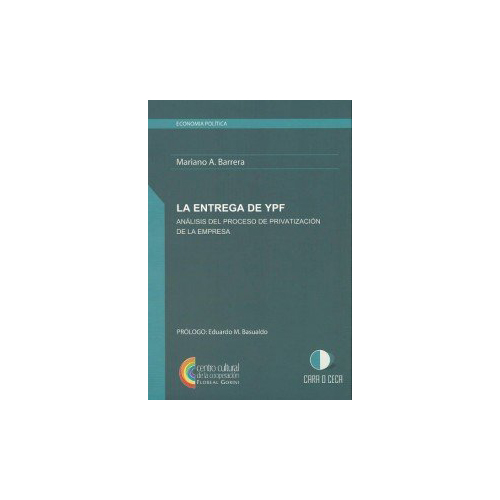 ECONOMÍA POLÍTICA
Mariano A. Barrera
LA ENTREGA DE YPF
ANÁLISIS DEL PROCESO DE PRIVATIZACIÓN
DE LA EMPRESA
PRÓLOGO: Eduardo M. Basualdo
centro cultural
de la cooperación
FLOREAL GORINI
CARA O CECA